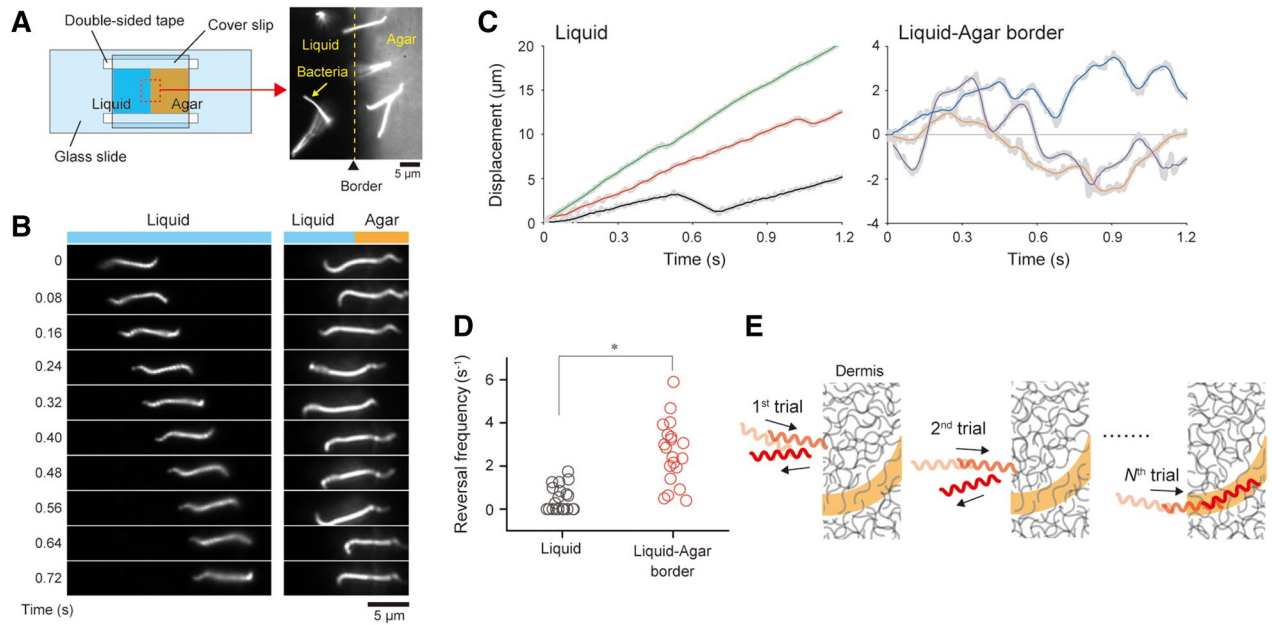 A
Double-sided tape
Cover slip
Liquid
Agar
Glass slide
Liquid
Agar
Bacteria
Border
5 µm
B
Liquid
Liquid
Agar
0
0.08
0.16
0.24
0.32
0.40
0.48
0.56
0.64
0.72
Time (s)
5 µm
C
Liquid
Displacement (µm)
20
15
10
5
0
0
0.3
0.6
0.9
1.2
Time (s)
Liquid-Agar border
4
2
0
-2
-4
0
0.3
0.6
0.9
1.2
Time (s)
D
*
Reversal frequency (s⁻¹)
6
4
2
0
Liquid
Liquid-Agar
border
E
Dermis
1st trial
2nd trial
.......
Nth trial